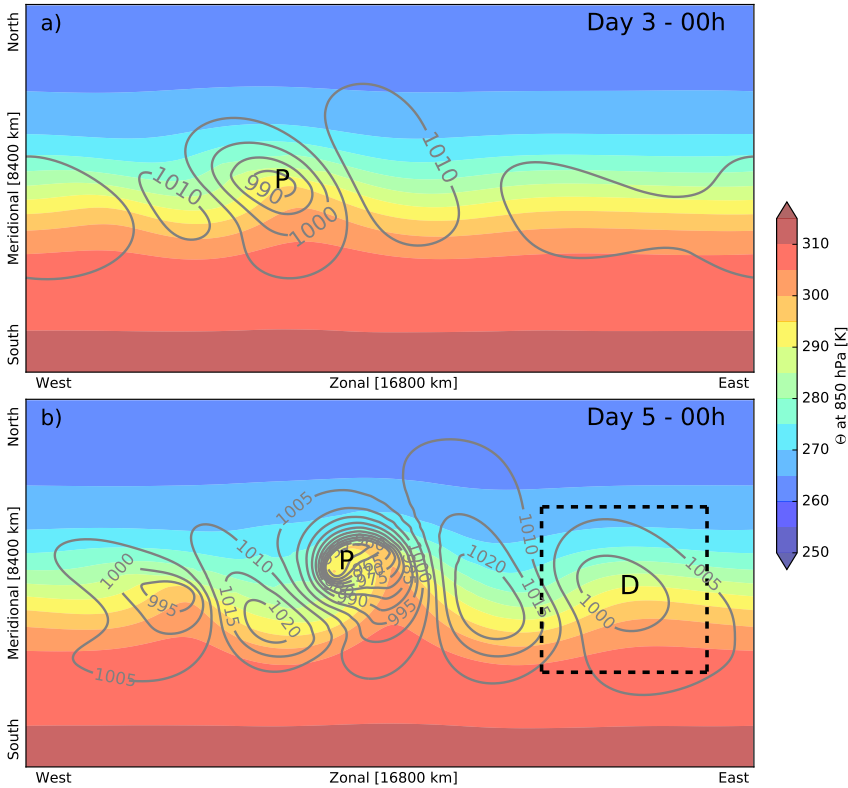 a)
Day 3 - 00h
North
Meridional [8400 km]
South
1010
990
P
1000
1010
West
Zonal [16800 km]
East
b)
Day 5 - 00h
North
Meridional [8400 km]
South
1005
1010
1000
995
1015
1020
1005
P
975
990
995
1000
1020
1010
1015
D
1000
1005
West
Zonal [16800 km]
East
310
300
290
280
270
260
250
Θ at 850 hPa [K]